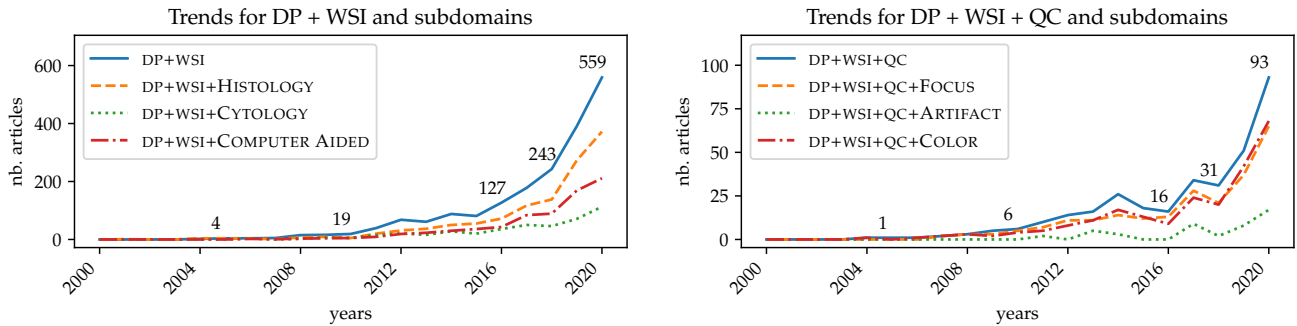 Trends for DP + WSI and subdomains
nb. articles
600
400
200
0
DP+WSI
DP+WSI+HISTOLOGY
DP+WSI+CYTOLOGY
DP+WSI+COMPUTER AIDED
4
19
127
243
559
2000
2004
2008
2012
2016
2020
years
Trends for DP + WSI + QC and subdomains
nb. articles
100
75
50
25
0
DP+WSI+QC
DP+WSI+QC+FOCUS
DP+WSI+QC+ARTIFACT
DP+WSI+QC+COLOR
1
6
16
31
93
2000
2004
2008
2012
2016
2020
years